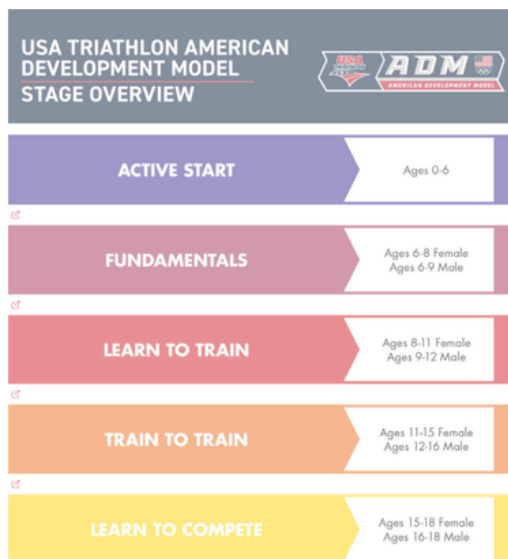 USA TRIATHLON AMERICAN
DEVELOPMENT MODEL
STAGE OVERVIEW
USA
TRIATHLON
ADM
AMERICAN DEVELOPMENT MODEL
ACTIVE START
Ages 0-6
FUNDAMENTALS
Ages 6-8 Female
Ages 6-9 Male
LEARN TO TRAIN
Ages 8-11 Female
Ages 9-12 Male
TRAIN TO TRAIN
Ages 11-15 Female
Ages 12-16 Male
LEARN TO COMPETE
Ages 15-18 Female
Ages 16-18 Male